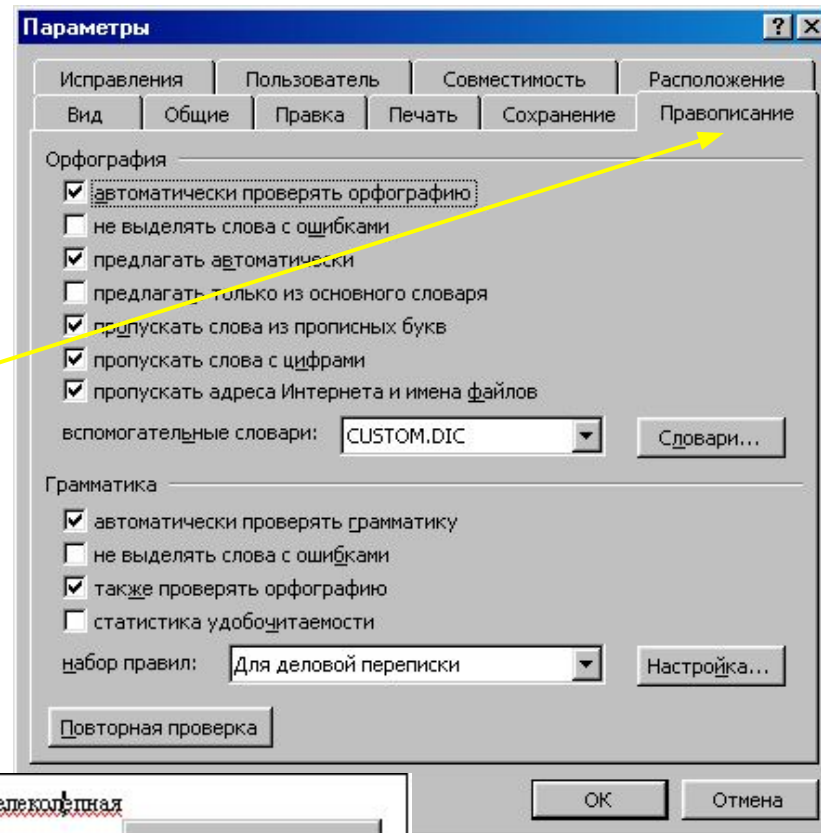 Параметры
Исправления Пользователь Совместимость Расположение
Вид Общие Правка Печать Сохранение Правописание
Орфография
автоматически проверять орфографию
не выделять слова с ошибками
предлагать автоматически
предлагать только из основного словаря
пропускать слова из прописных букв
пропускать слова с цифрами
пропускать адреса Интернета и имена файлов
вспомогательные словари: CUSTOM.DIC Словари...
Грамматика
автоматически проверять грамматику
не выделять слова с ошибками
также проверять орфографию
статистика удобочитаемости
набор правил: Для деловой переписки Настройка...
Повторная проверка
ОК Отмена